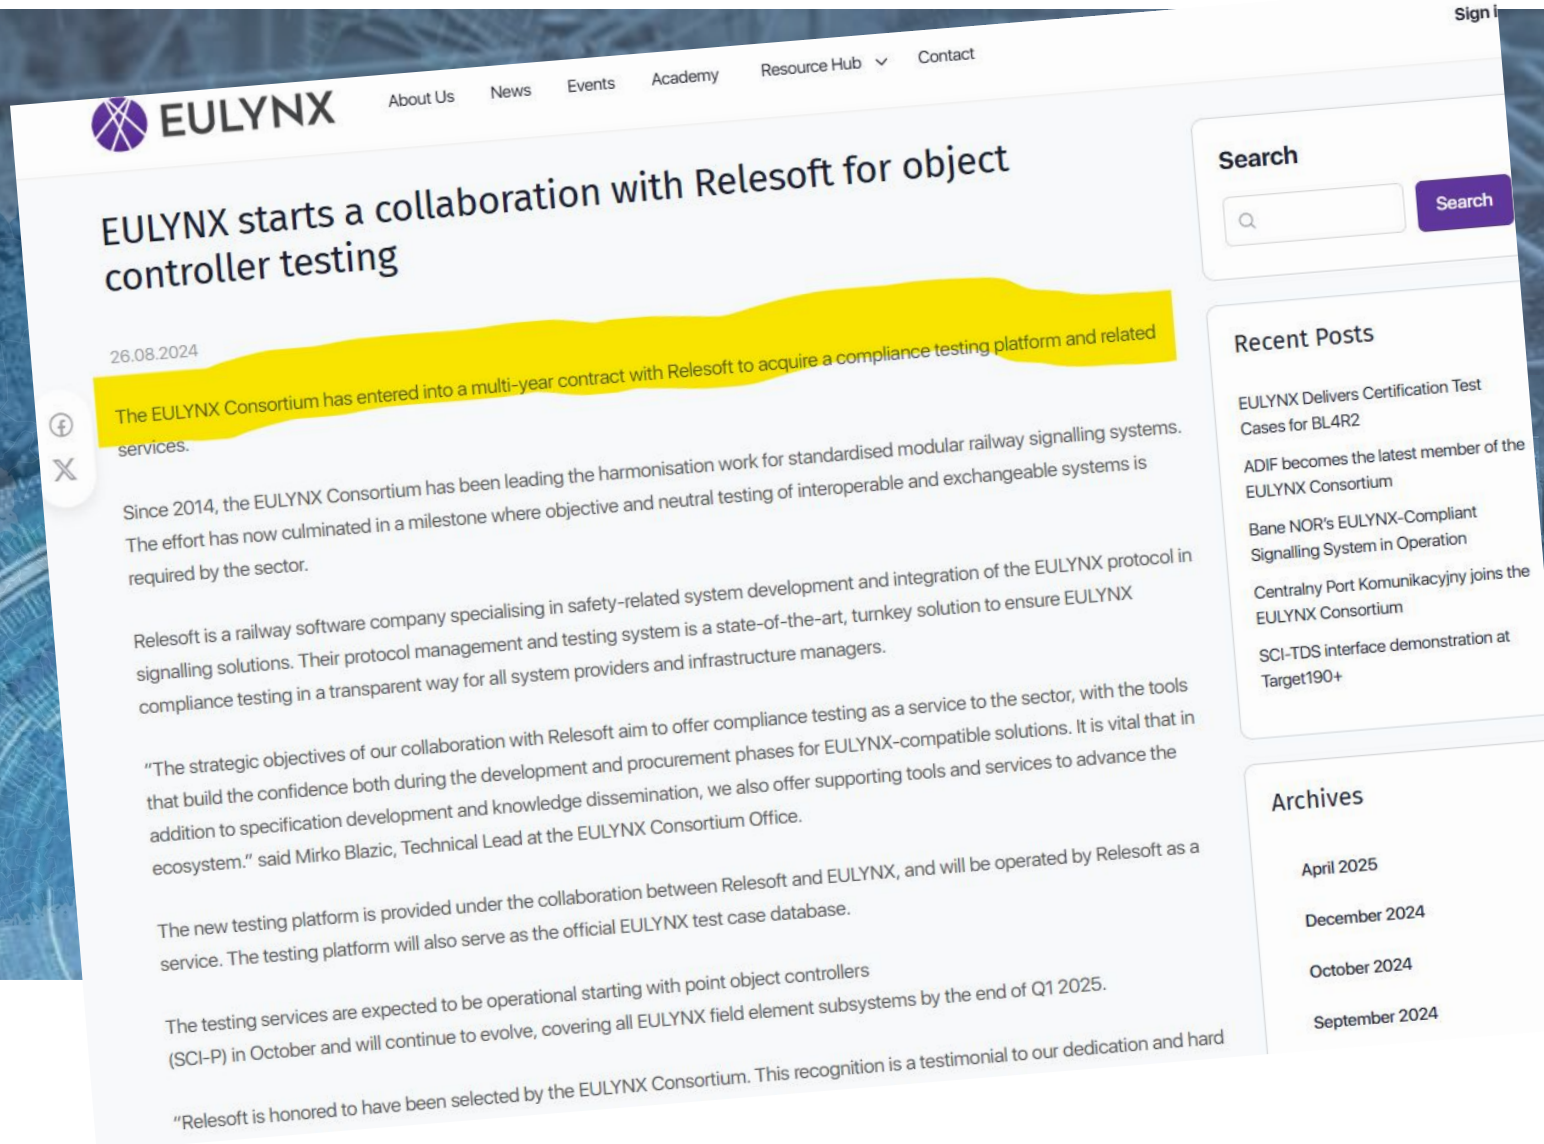 Sign i
EULYNX
About Us
News
Events
Academy
Resource Hub
Contact
EULYNX starts a collaboration with Relesoft for object
controller testing
26.08.2024
The EULYNX Consortium has entered into a multi-year contract with Relesoft to acquire a compliance testing platform and related
services.
Since 2014, the EULYNX Consortium has been leading the harmonisation work for standardised modular railway signalling systems.
The effort has now culminated in a milestone where objective and neutral testing of interoperable and exchangeable systems is
required by the sector.
Relesoft is a railway software company specialising in safety-related system development and integration of the EULYNX protocol in
signalling solutions. Their protocol management and testing system is a state-of-the-art, turnkey solution to ensure EULYNX
compliance testing in a transparent way for all system providers and infrastructure managers.
“The strategic objectives of our collaboration with Relesoft aim to offer compliance testing as a service to the sector, with the tools
that build the confidence both during the development and procurement phases for EULYNX-compatible solutions. It is vital that in
addition to specification development and knowledge dissemination, we also offer supporting tools and services to advance the
ecosystem.” said Mirko Blazic, Technical Lead at the EULYNX Consortium Office.
The new testing platform is provided under the collaboration between Relesoft and EULYNX, and will be operated by Relesoft as a
service. The testing platform will also serve as the official EULYNX test case database.
The testing services are expected to be operational starting with point object controllers
(SCI-P) in October and will continue to evolve, covering all EULYNX field element subsystems by the end of Q1 2025.
“Relesoft is honored to have been selected by the EULYNX Consortium. This recognition is a testimonial to our dedication and hard
Search
Search
Recent Posts
EULYNX Delivers Certification Test
Cases for BL4R2
ADIF becomes the latest member of the
EULYNX Consortium
Bane NOR’s EULYNX-Compliant
Signalling System in Operation
Centralny Port Komunikacyjny joins the
EULYNX Consortium
SCI-TDS interface demonstration at
Target190+
Archives
April 2025
December 2024
October 2024
September 2024